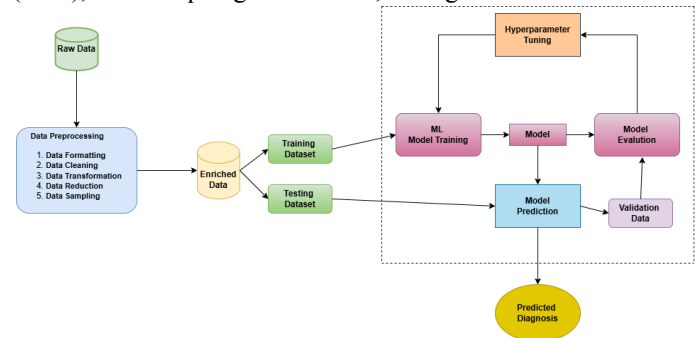 Raw Data
Data Preprocessing
1. Data Formatting
2. Data Cleaning
3. Data Transformation
4. Data Reduction
5. Data Sampling
Enriched
Data
Training
Dataset
Testing
Dataset
Hyperparameter
Tuning
ML
Model Training
Model
Model
Evalution
Model
Prediction
Validation
Data
Predicted
Diagnosis